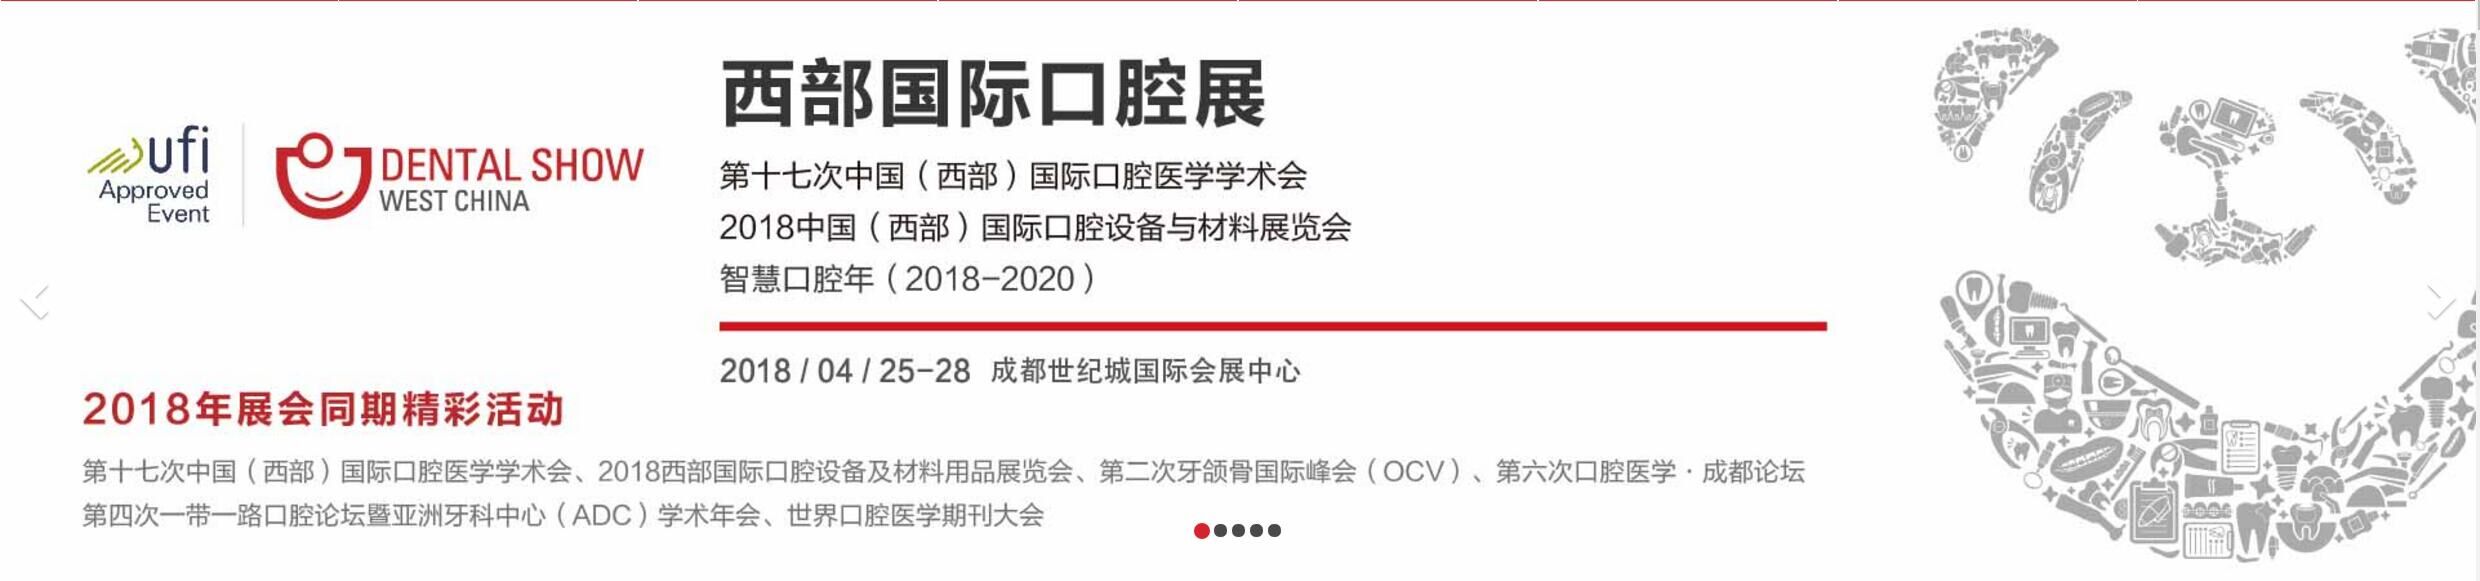 ufi
Approved
Event
DENTAL SHOW
WEST CHINA
西部国际口腔展
第十七次中国（西部）国际口腔医学学术会
2018中国（西部）国际口腔设备与材料展览会
智慧口腔年（2018-2020）
2018 / 04 / 25-28 成都世纪城国际会展中心
2018年展会同期精彩活动
第十七次中国（西部）国际口腔医学学术会、2018西部国际口腔设备及材料用品展览会、第二次牙颌骨国际峰会（OCV）、第六次口腔医学·成都论坛
第四次一带一路口腔论坛暨亚洲牙科中心（ADC）学术年会、世界口腔医学期刊大会